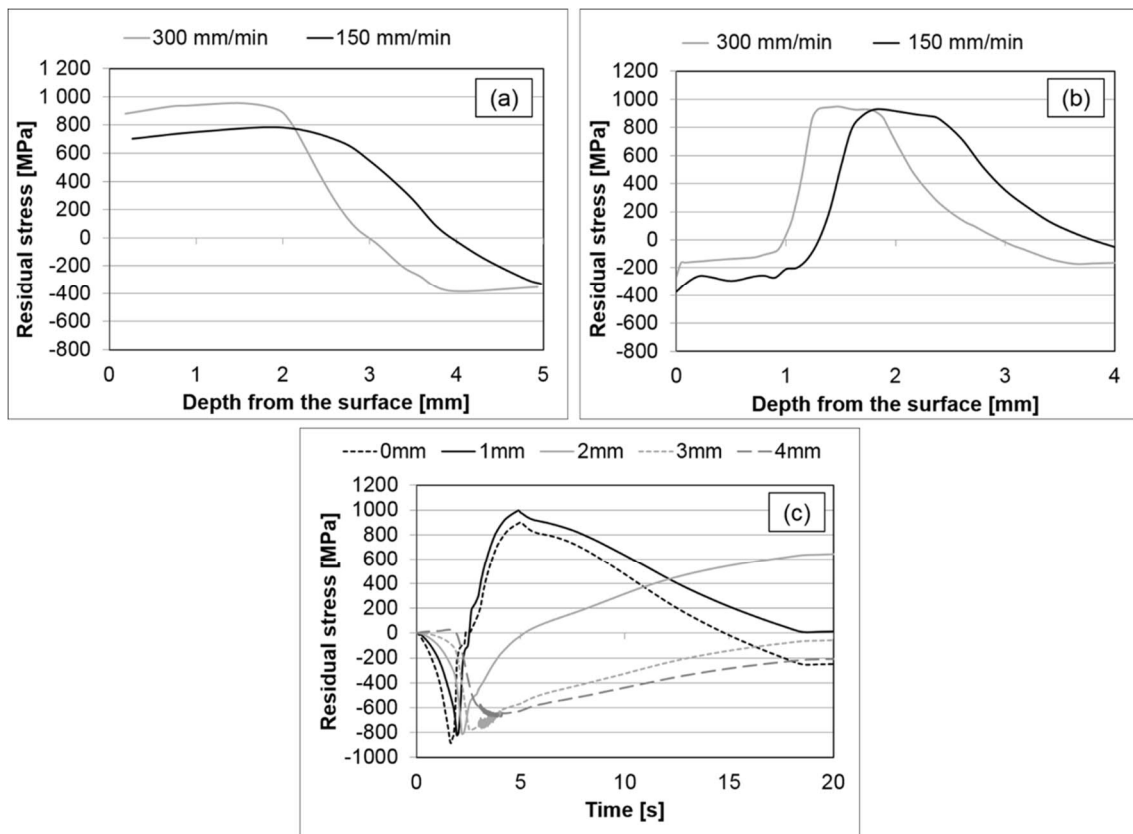 300 mm/min 150 mm/min
(a)
1 200
1 000
800
600
400
200
0
-200
-400
-600
-800
Residual stress [MPa]
0 1 2 3 4 5
Depth from the surface [mm]
300 mm/min 150 mm/min
(b)
1200
1000
800
600
400
200
0
-200
-400
-600
-800
Residual stress [MPa]
0 1 2 3 4
Depth from the surface [mm]
0mm 1mm 2mm 3mm 4mm
(c)
1200
1000
800
600
400
200
0
-200
-400
-600
-800
-1000
Residual stress [MPa]
0 5 10 15 20
Time [s]